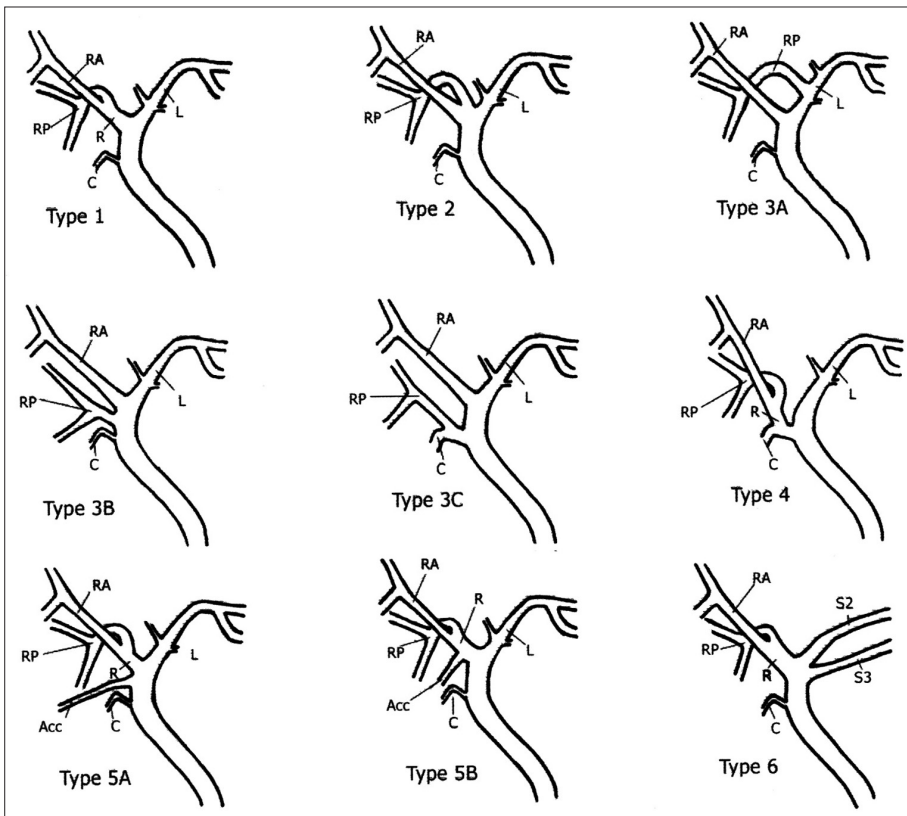 RA
RP
R
L
C
Type 1
RA
RP
L
C
Type 2
RA
RP
L
C
Type 3A
RA
RP
L
C
Type 3B
RA
RP
L
C
Type 3C
RA
RP
R
L
C
Type 4
RA
RP
R
L
Acc
C
Type 5A
RA
R
RP
L
Acc
C
Type 5B
RA
S2
RP
R
S3
C
Type 6